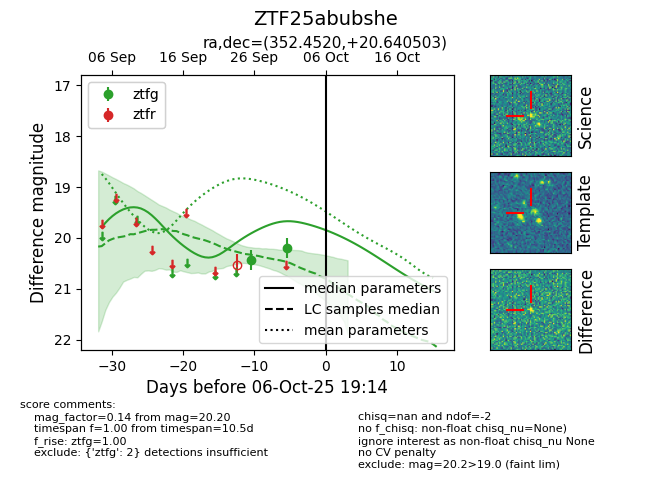 ZTF25abubshe
ra,dec=(352.4520,+20.640503)
06 Sep 16 Sep 26 Sep 06 Oct 16 Oct
17
18
19
20
21
22
Difference magnitude
ztfg
ztfr
median parameters
LC samples median
mean parameters
−30 −20 −10 0 10
Days before 06-Oct-25 19:14
Science
Template
Difference
score comments:
mag_factor=0.14 from mag=20.20
timespan f=1.00 from timespan=10.5d
f_rise: ztfg=1.00
exclude: {'ztfg': 2} detections insufficient
chisq=nan and ndof=-2
no f_chisq: non-float chisq_nu=None)
ignore interest as non-float chisq_nu None
no CV penalty
exclude: mag=20.2>19.0 (faint lim)